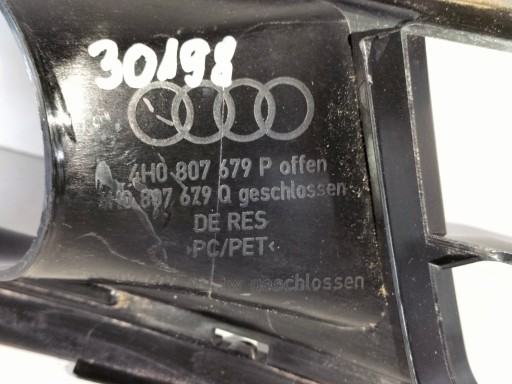 30198
4H0 807 679 P offen
807 679 Q geschlossen
DE RES
>PC/PET<
geschlossen